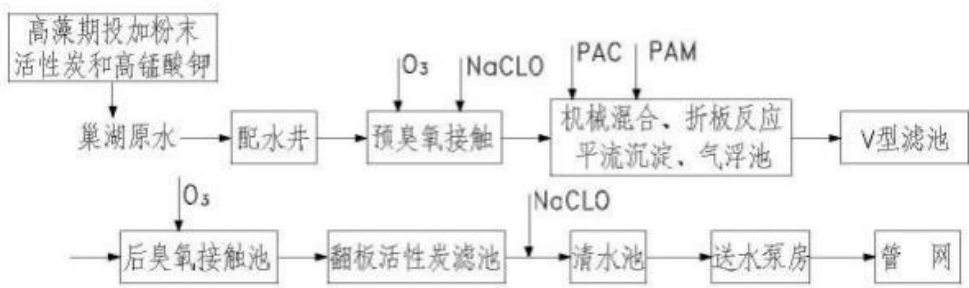 高藻期投加粉末
活性炭和高锰酸钾
O₃
NaCLO
PAC
PAM
巢湖原水
配水井
预臭氧接触
机械混合、折板反应
平流沉淀、气浮池
V型滤池
O₃
NaCLO
后臭氧接触池
翻板活性炭滤池
清水池
送水泵房
管 网